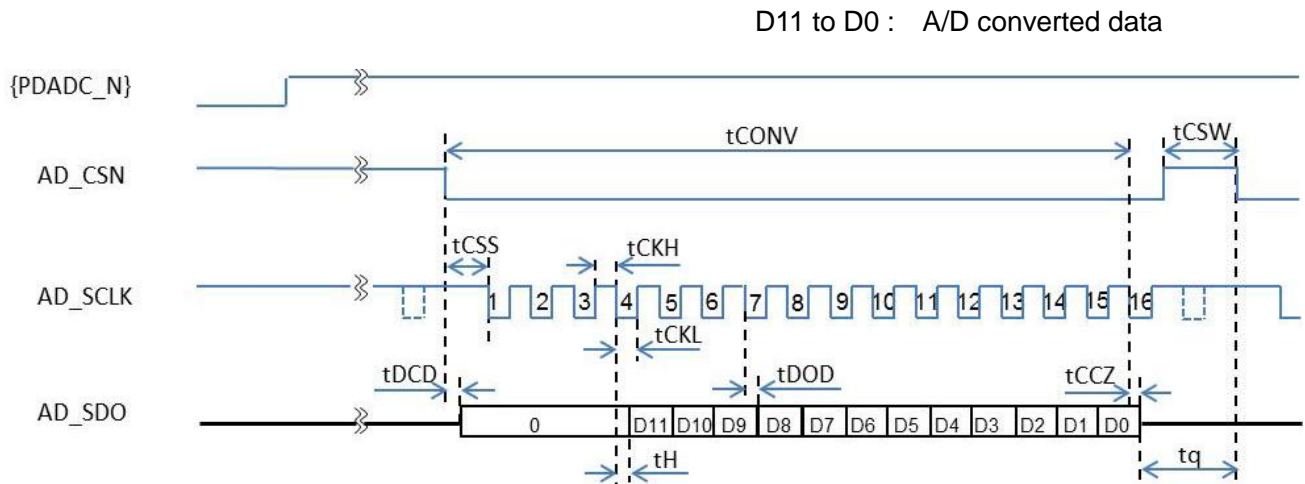 D11 to D0 : A/D converted data
{PDADC_N}
tCONV
tCSW
AD_CSN
tCSS
tCKH
AD_SCLK
1 2 3 4 5 6 7 8 9 10 11 12 13 14 15 16
tCKL
tDCD
tDOD
tCCZ
AD_SDO
0 D11 D10 D9 D8 D7 D6 D5 D4 D3 D2 D1 D0
tH
tq